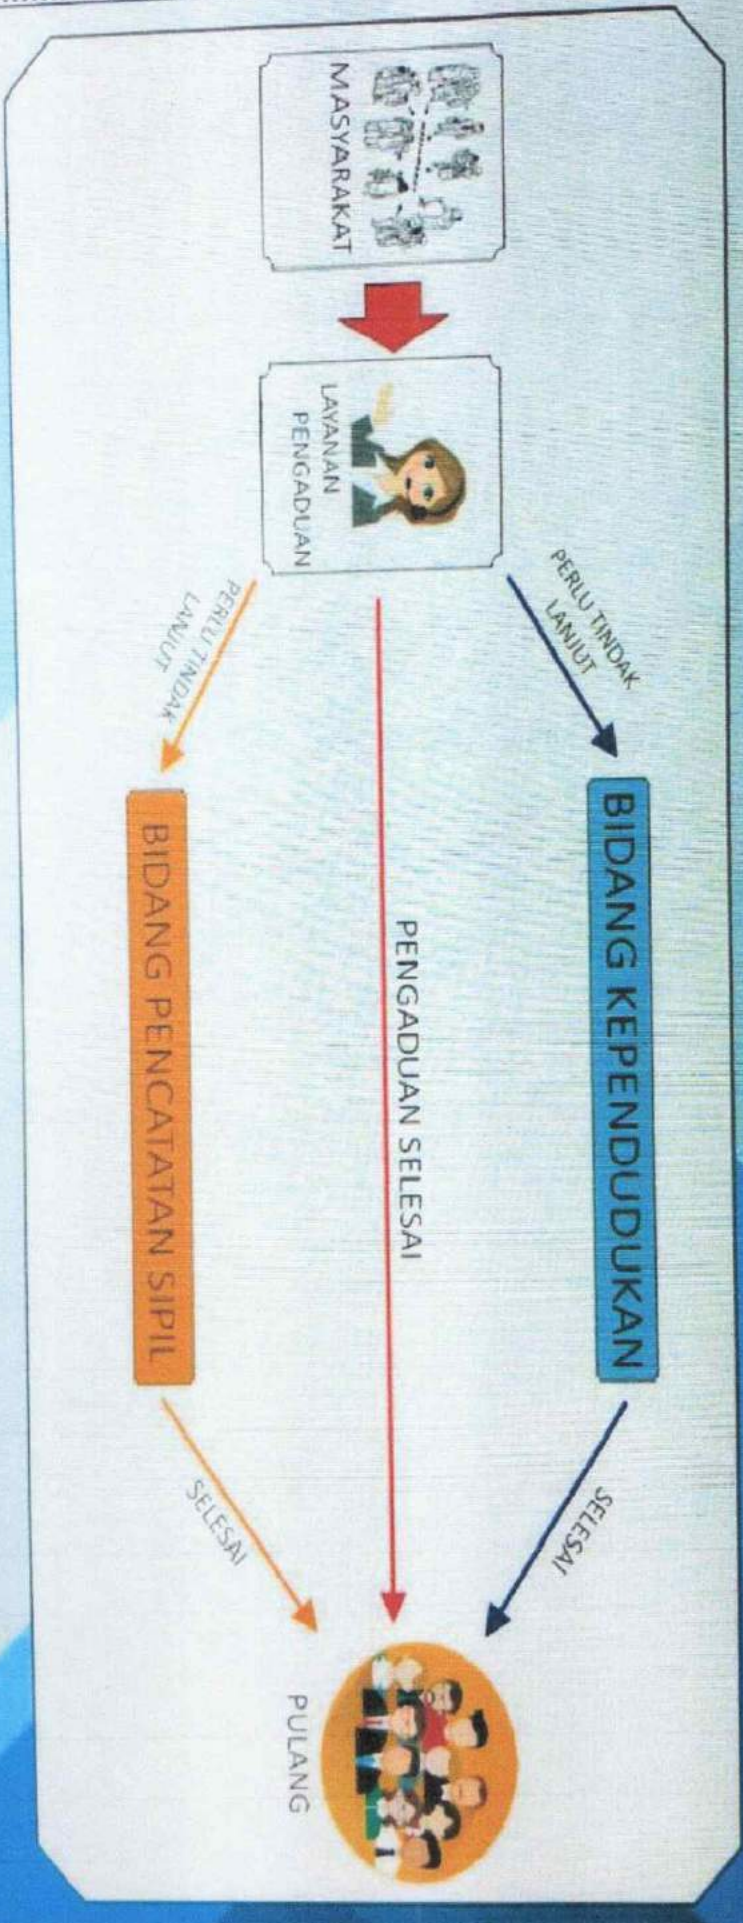 MASYARAKAT
LAYANAN
PENGADUAN
PERLU TINDAK
LANJUT
BIDANG KEPENDUDUKAN
SELESAI
PENGADUAN SELESAI
PERLU TINDAK
LANJUT
BIDANG PENCATATAN SIPIL
SELESAI
PULANG